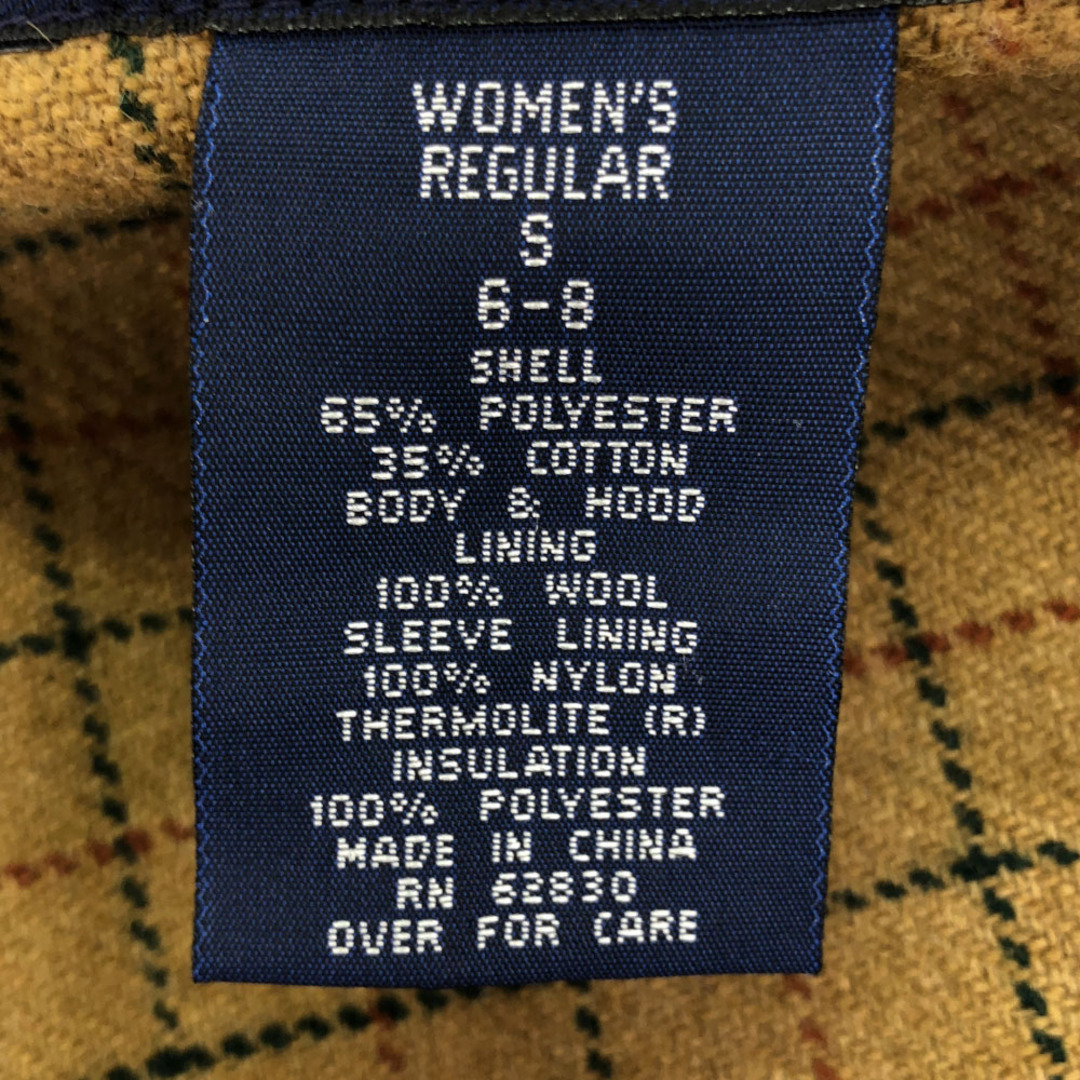 WOMEN'S
REGULAR
S
6-8
SHELL
65% POLYESTER
35% COTTON
BODY & HOOD
LINING
100% WOOL
SLEEVE LINING
100% NYLON
THERMOLITE (R)
INSULATION
100% POLYESTER
MADE IN CHINA
RN 62830
OVER FOR CARE